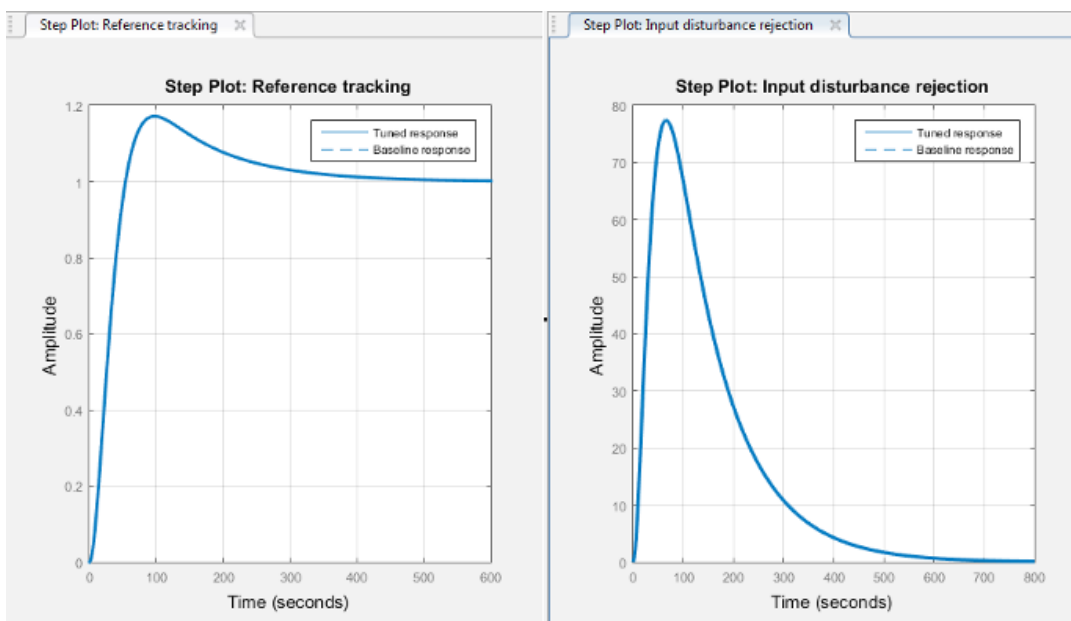 Step Plot: Reference tracking
Step Plot: Reference tracking
1.2
1
0.8
0.6
0.4
0.2
0
Amplitude
Tuned response
Baseline response
0 100 200 300 400 500 600
Time (seconds)
Step Plot: Input disturbance rejection
Step Plot: Input disturbance rejection
80
70
60
50
40
30
20
10
0
Amplitude
Tuned response
Baseline response
0 100 200 300 400 500 600 700 800
Time (seconds)